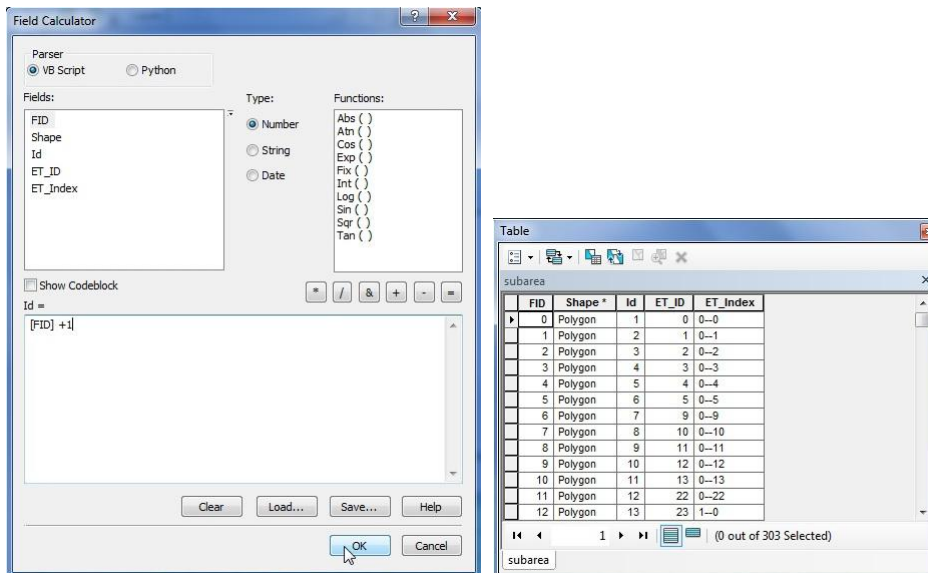 Field Calculator
Parser
VB Script Python
Fields: Type: Functions:
FID
Shape
Id
ET_ID
ET_Index
Number
String
Date
Abs ( )
Atn ( )
Cos ( )
Exp ( )
Fix ( )
Int ( )
Log ( )
Sin ( )
Sqr ( )
Tan ( )
Show Codeblock
* / & + - =
Id =
[FID] +1
Clear Load... Save... Help
OK Cancel
Table
subarea
FID Shape * Id ET_ID ET_Index
0 Polygon 1 0 0--0
1 Polygon 2 1 0--1
2 Polygon 3 2 0--2
3 Polygon 4 3 0--3
4 Polygon 5 4 0--4
5 Polygon 6 5 0--5
6 Polygon 7 9 0--9
7 Polygon 8 10 0--10
8 Polygon 9 11 0--11
9 Polygon 10 12 0--12
10 Polygon 11 13 0--13
11 Polygon 12 22 0--22
12 Polygon 13 23 1--0
1 (0 out of 303 Selected)
subarea